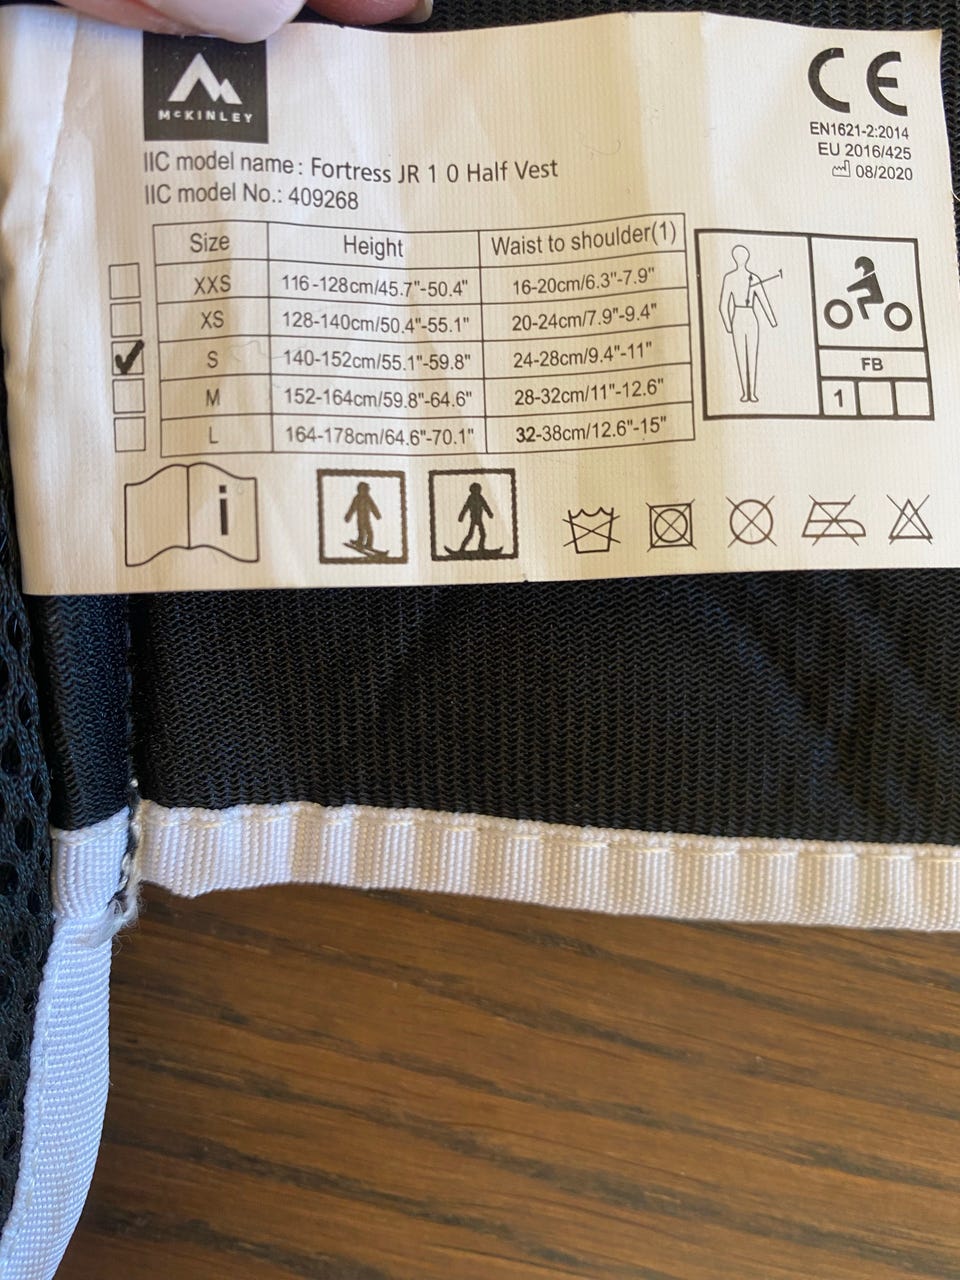 McKINLEY
CE
EN1621-2:2014
EU 2016/425
08/2020
IIC model name: Fortress JR 1 0 Half Vest
IIC model No.: 409268
Size Height Waist to shoulder(1)
XXS 116-128cm/45.7"-50.4" 16-20cm/6.3"-7.9"
XS 128-140cm/50.4"-55.1" 20-24cm/7.9"-9.4"
S 140-152cm/55.1"-59.8" 24-28cm/9.4"-11"
M 152-164cm/59.8"-64.6" 28-32cm/11"-12.6"
L 164-178cm/64.6"-70.1" 32-38cm/12.6"-15"
FB
1
i